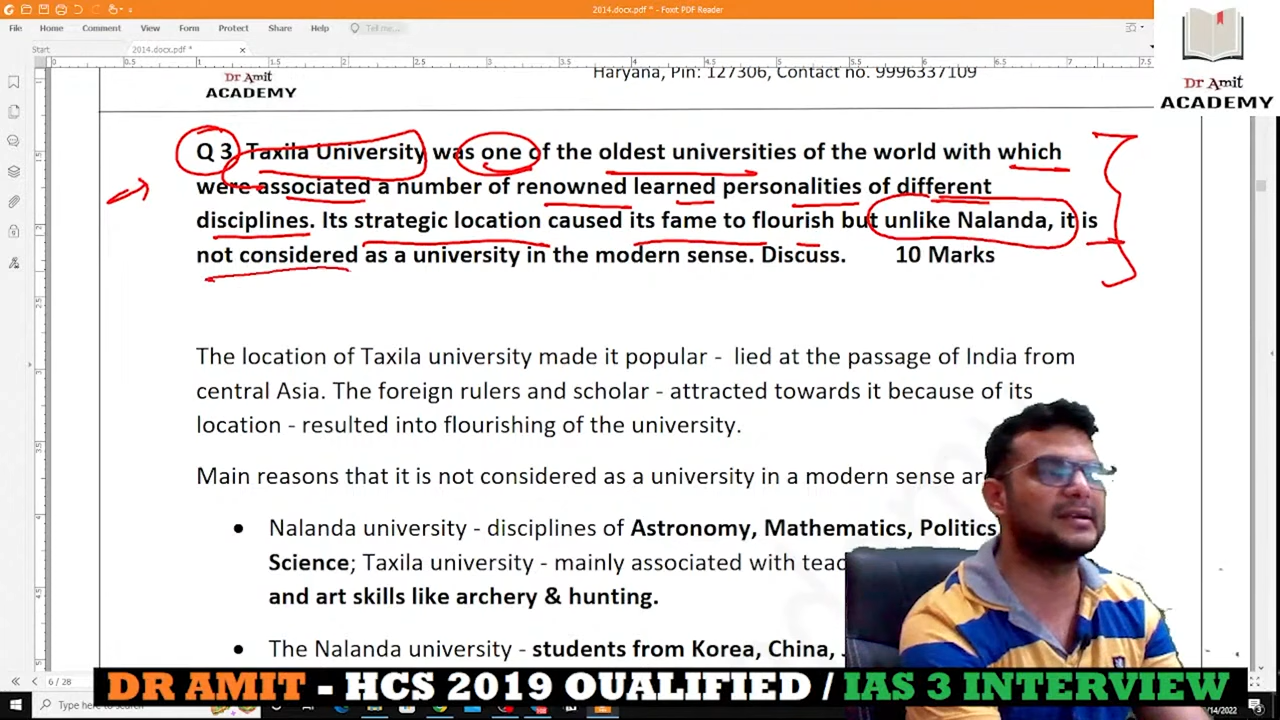 2014.docx.pdf * - Foxit PDF Reader
File Home Comment View Form Protect Share Help Tell me...
Start 2014.docx.pdf *
Dr Amit
ACADEMY
Haryana, Pin: 127306, Contact no. 9996337109
Dr Amit
ACADEMY
Q 3 Taxila University was one of the oldest universities of the world with which
were associated a number of renowned learned personalities of different
disciplines. Its strategic location caused its fame to flourish but unlike Nalanda, it is
not considered as a university in the modern sense. Discuss. 10 Marks
The location of Taxila university made it popular - lied at the passage of India from
central Asia. The foreign rulers and scholar - attracted towards it because of its
location - resulted into flourishing of the university.
Main reasons that it is not considered as a university in a modern sense
• Nalanda university - disciplines of Astronomy, Mathematics, Politics
Science; Taxila university - mainly associated with
and art skills like archery & hunting.
• The Nalanda university - students from Korea, China,
6 / 28
DR AMIT - HCS 2019 QUALIFIED / IAS 3 INTERVIEW
Type here to search